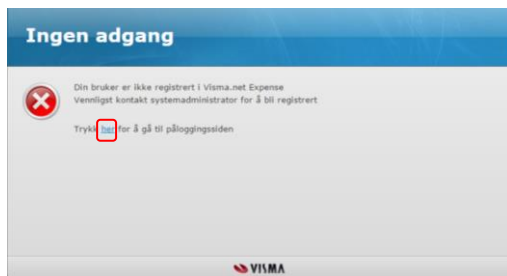 Ingen adgang
Din bruker er ikke registrert i Visma.net Expense
Vennligst kontakt systemadministrator for å bli registrert
Trykk her for å gå til påloggingssiden
VISMA